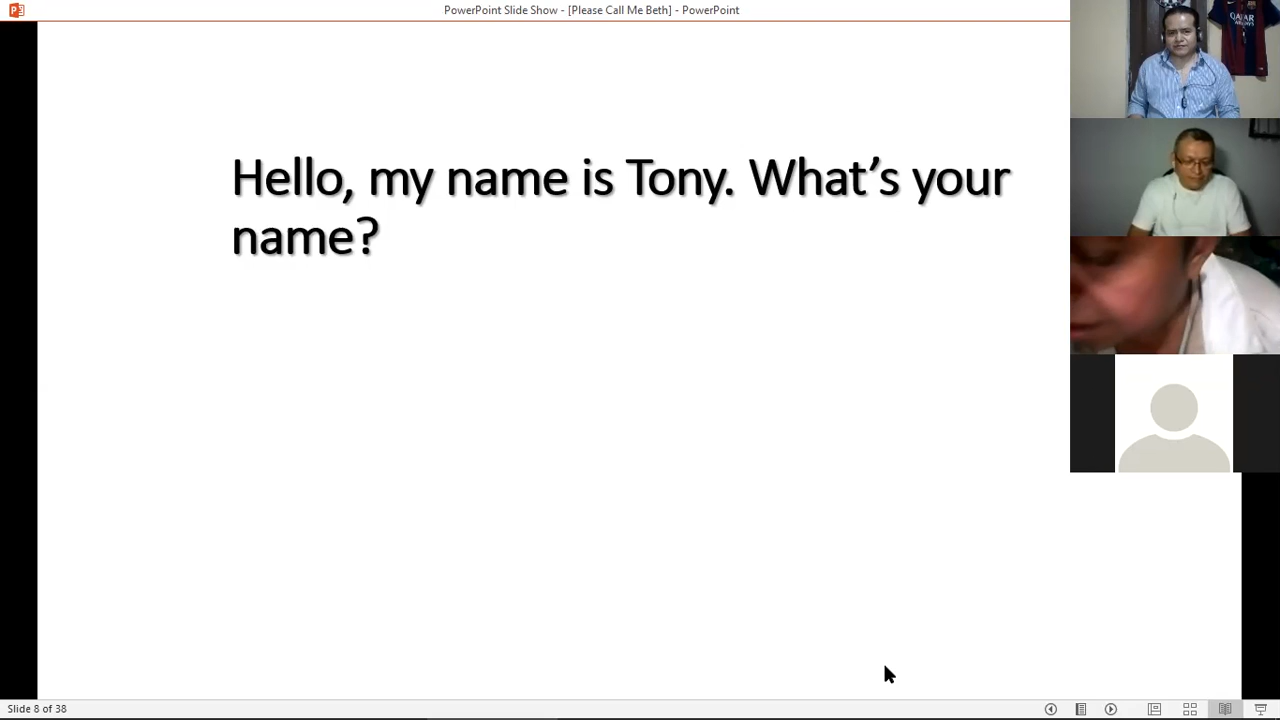 PowerPoint Slide Show - [Please Call Me Beth] - PowerPoint
QATAR
Hello, my name is Tony. What’s your
name?
Slide 8 of 38